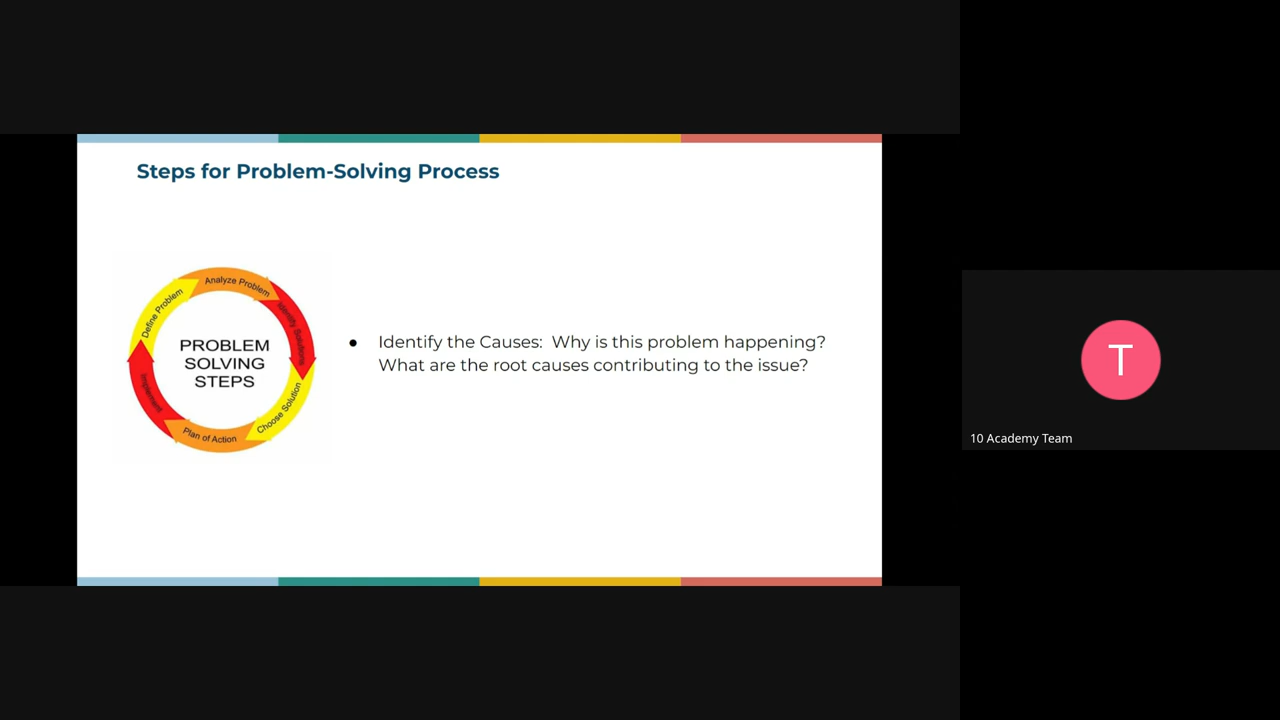 Steps for Problem-Solving Process
Analyze Problem
Define Problem
Identify Solutions
PROBLEM
SOLVING
STEPS
Implement
Choose Solution
Plan of Action
● Identify the Causes: Why is this problem happening?
What are the root causes contributing to the issue?
T
10 Academy Team